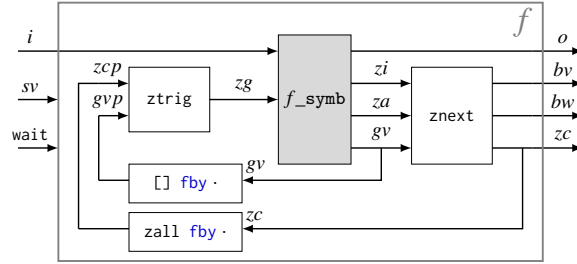 f
i
o
zcp
zi
bv
sv
ztrig
zg
f_symb
za
znext
bw
gvp
wait
gv
zc
gv
[] fby ·
zc
zall fby ·